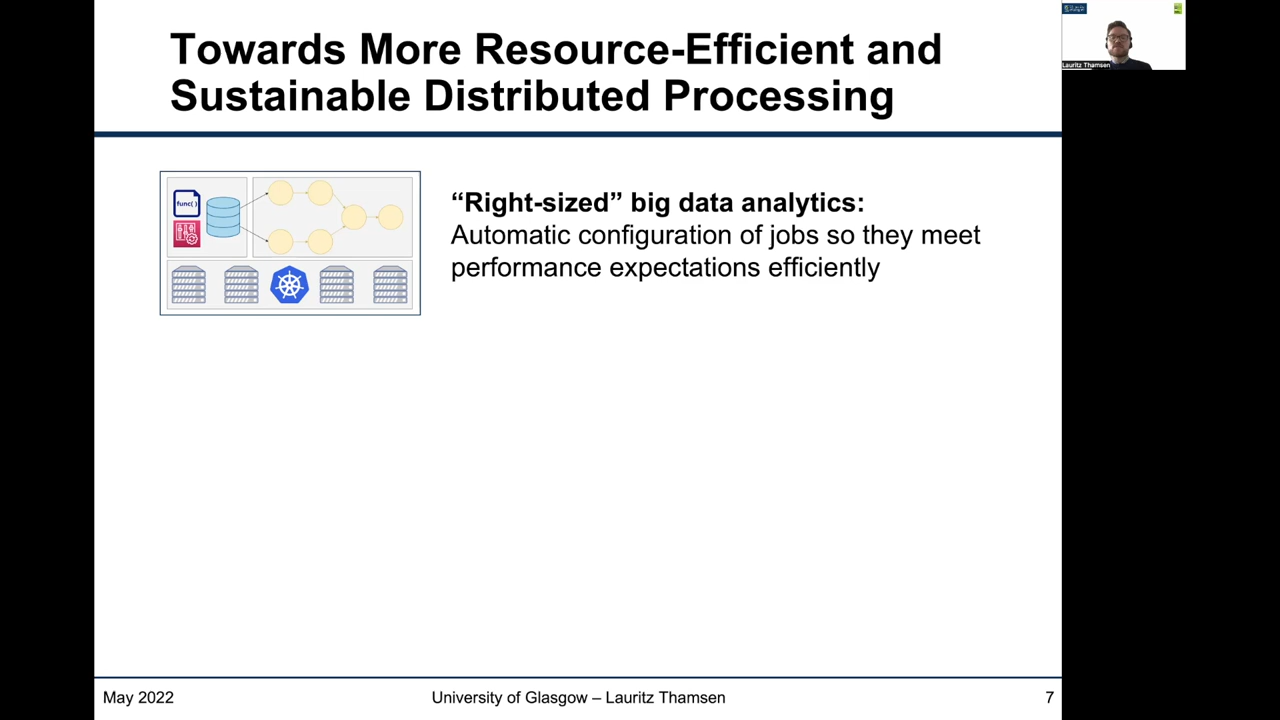 Towards More Resource-Efficient and
Sustainable Distributed Processing
Lauritz Thamsen
func( )
“Right-sized” big data analytics:
Automatic configuration of jobs so they meet
performance expectations efficiently
May 2022
University of Glasgow – Lauritz Thamsen
7